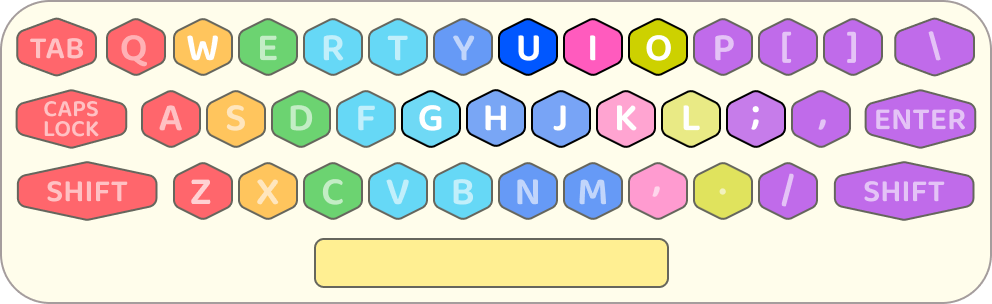 TAB Q W E R T Y U I O P [ ] \
CAPS LOCK A S D F G H J K L ; , ENTER
SHIFT Z X C V B N M , . / SHIFT